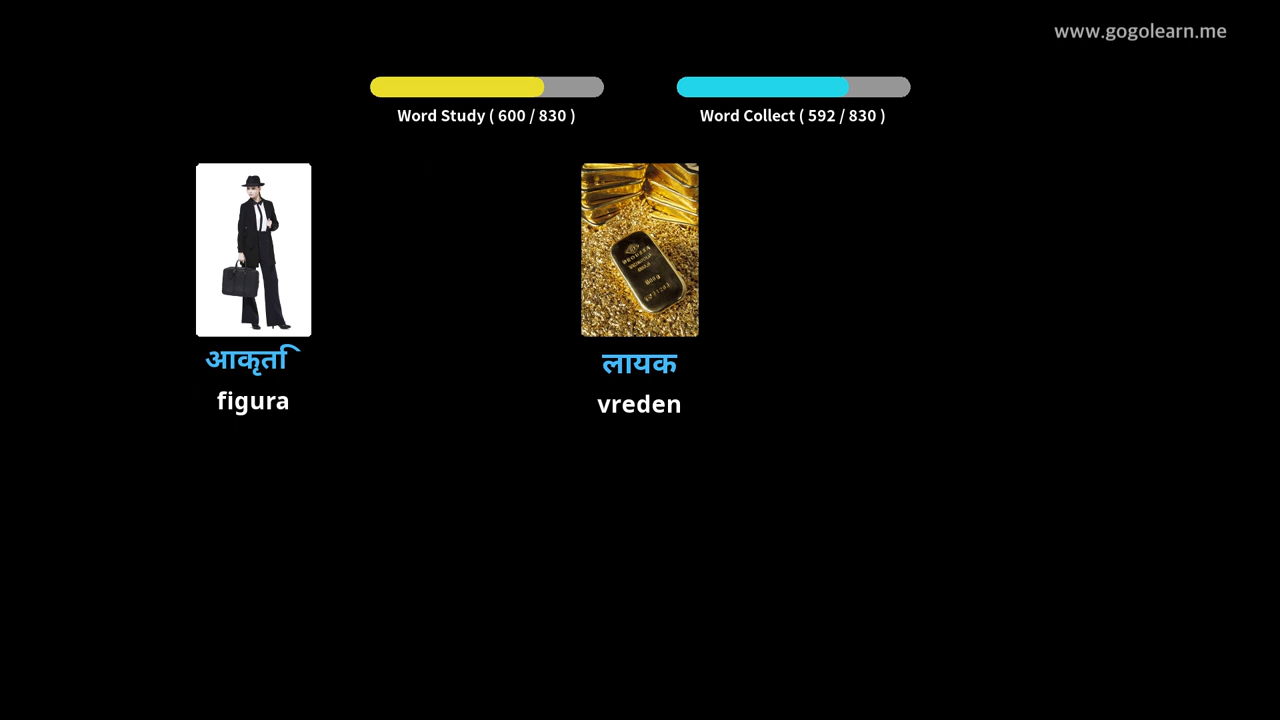 www.gogolearn.me
Word Study ( 600 / 830 )
Word Collect ( 592 / 830 )
आकृति
figura
लायक
vreden